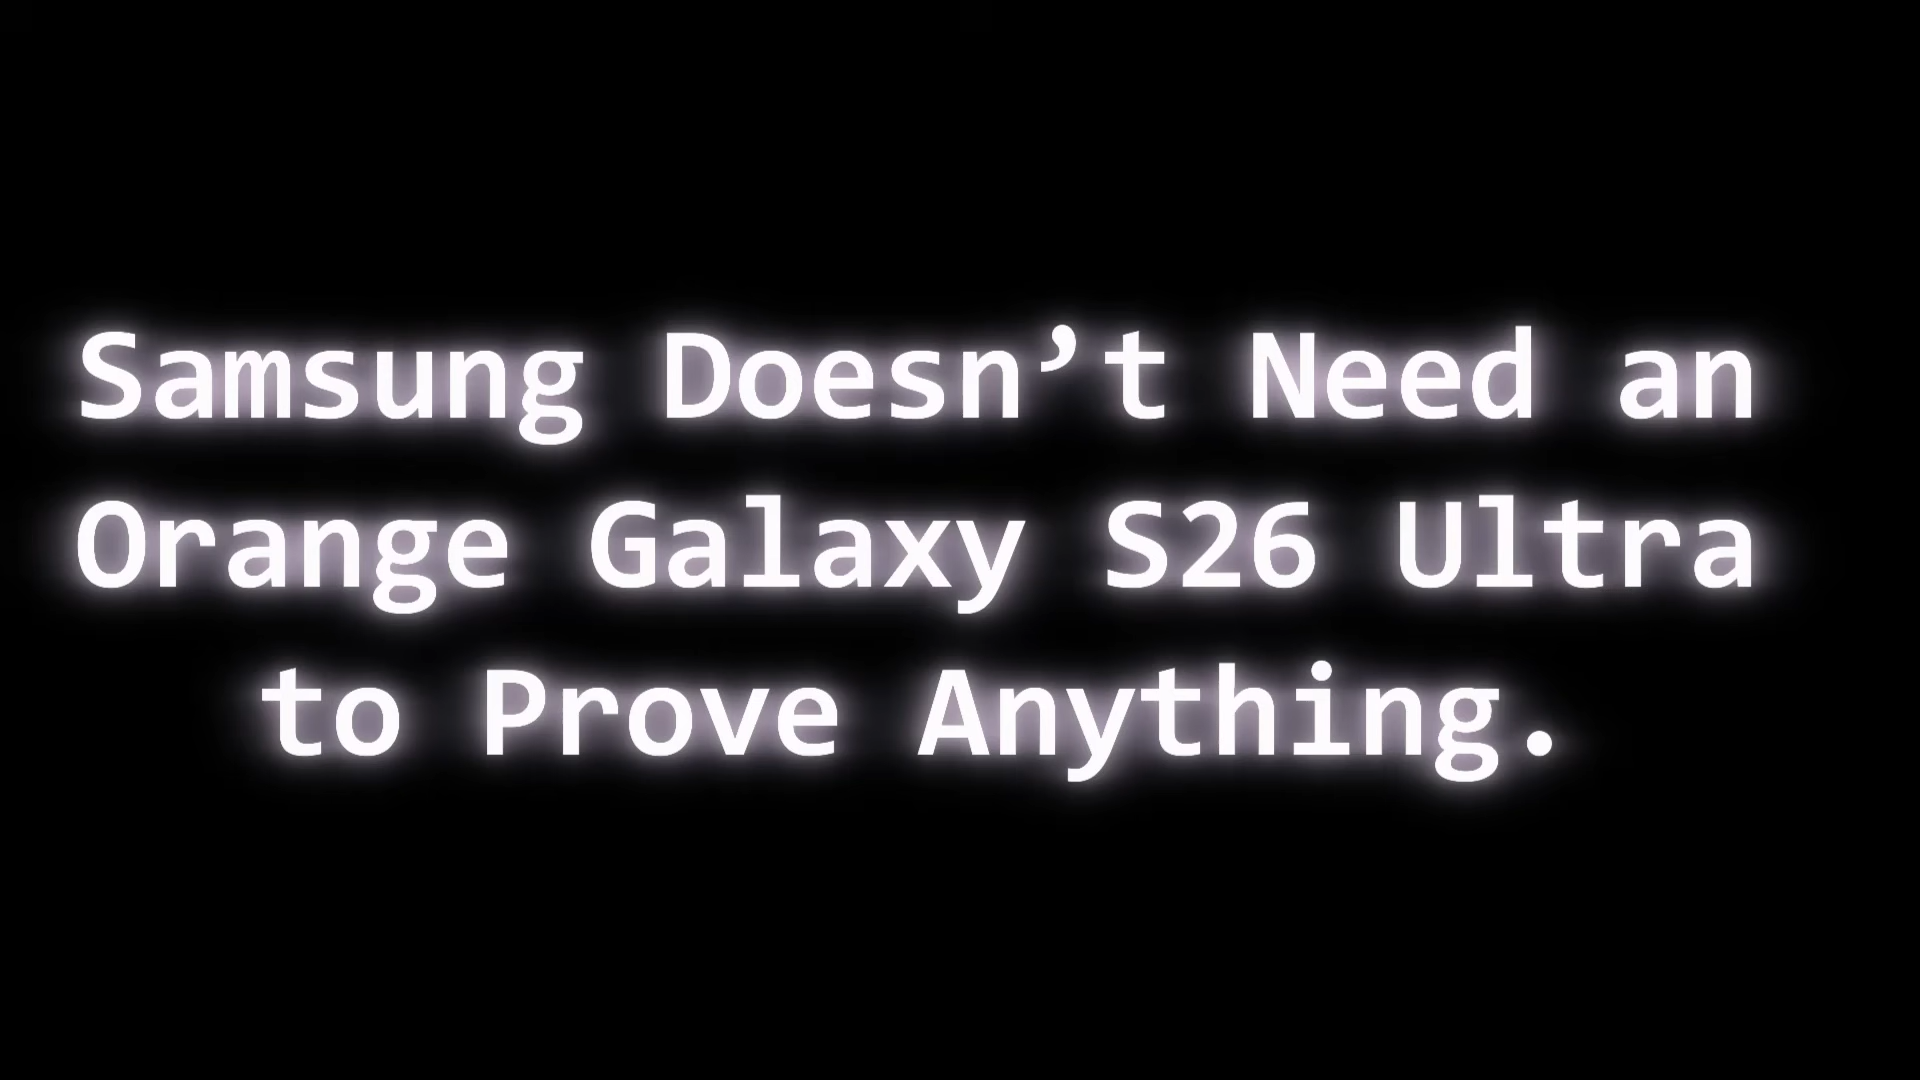 Samsung Doesn’t Need an
Orange Galaxy S26 Ultra
to Prove Anything.